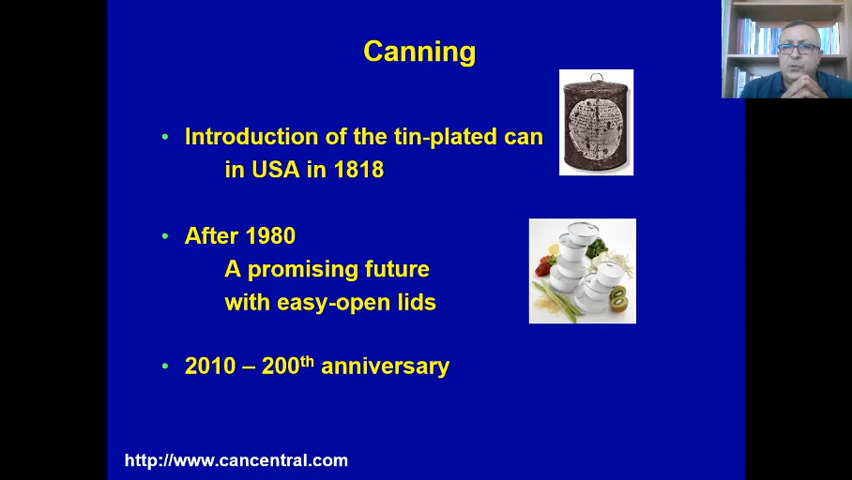 Canning
• Introduction of the tin-plated can
in USA in 1818
• After 1980
A promising future
with easy-open lids
• 2010 – 200th anniversary
http://www.cancentral.com